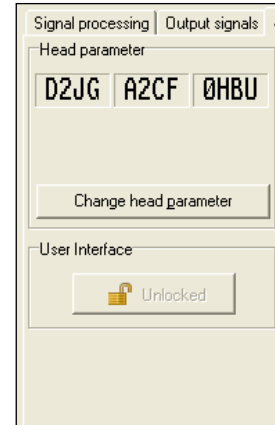 Signal processing Output signals
Head parameter
D2JG A2CF 0HBU
Change head parameter
User Interface
Unlocked